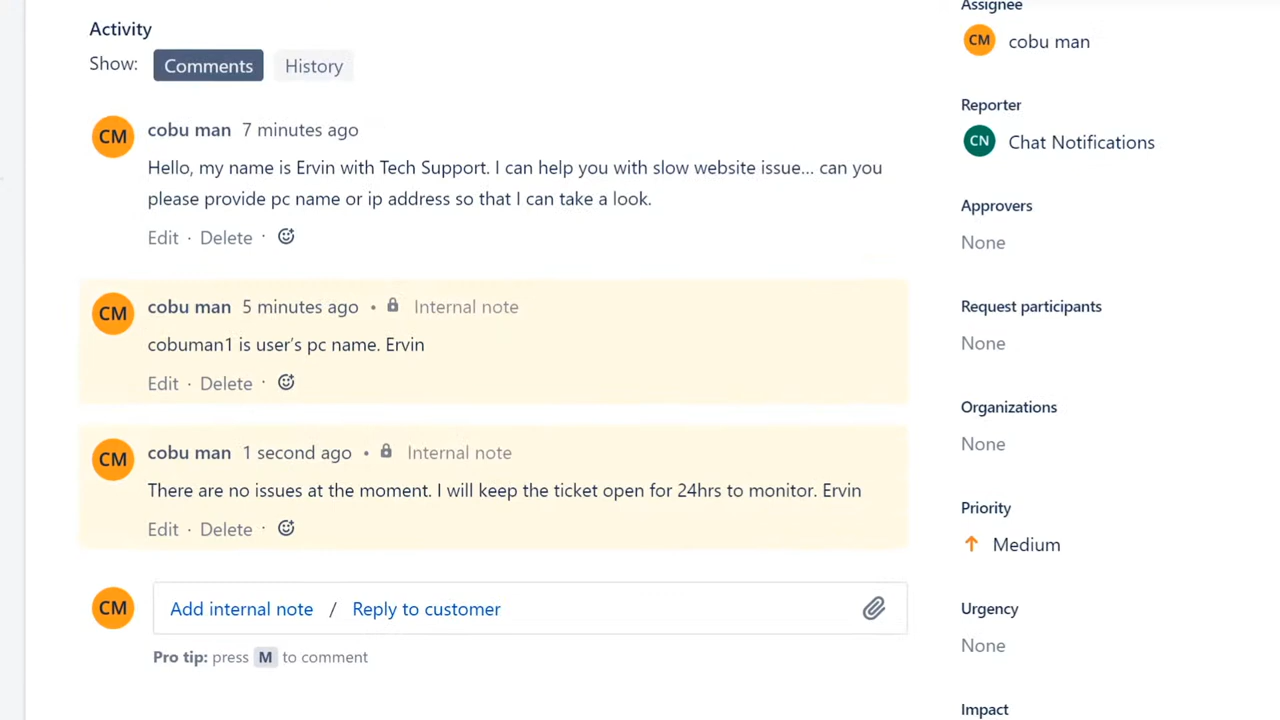 Activity
Show: Comments History
CM cobu man 7 minutes ago
Hello, my name is Ervin with Tech Support. I can help you with slow website issue... can you
please provide pc name or ip address so that I can take a look.
Edit · Delete ·
CM cobu man 5 minutes ago • Internal note
cobuman1 is user's pc name. Ervin
Edit · Delete ·
CM cobu man 1 second ago • Internal note
There are no issues at the moment. I will keep the ticket open for 24hrs to monitor. Ervin
Edit · Delete ·
CM Add internal note / Reply to customer
Pro tip: press M to comment
Assignee
CM cobu man
Reporter
CN Chat Notifications
Approvers
None
Request participants
None
Organizations
None
Priority
Medium
Urgency
None
Impact